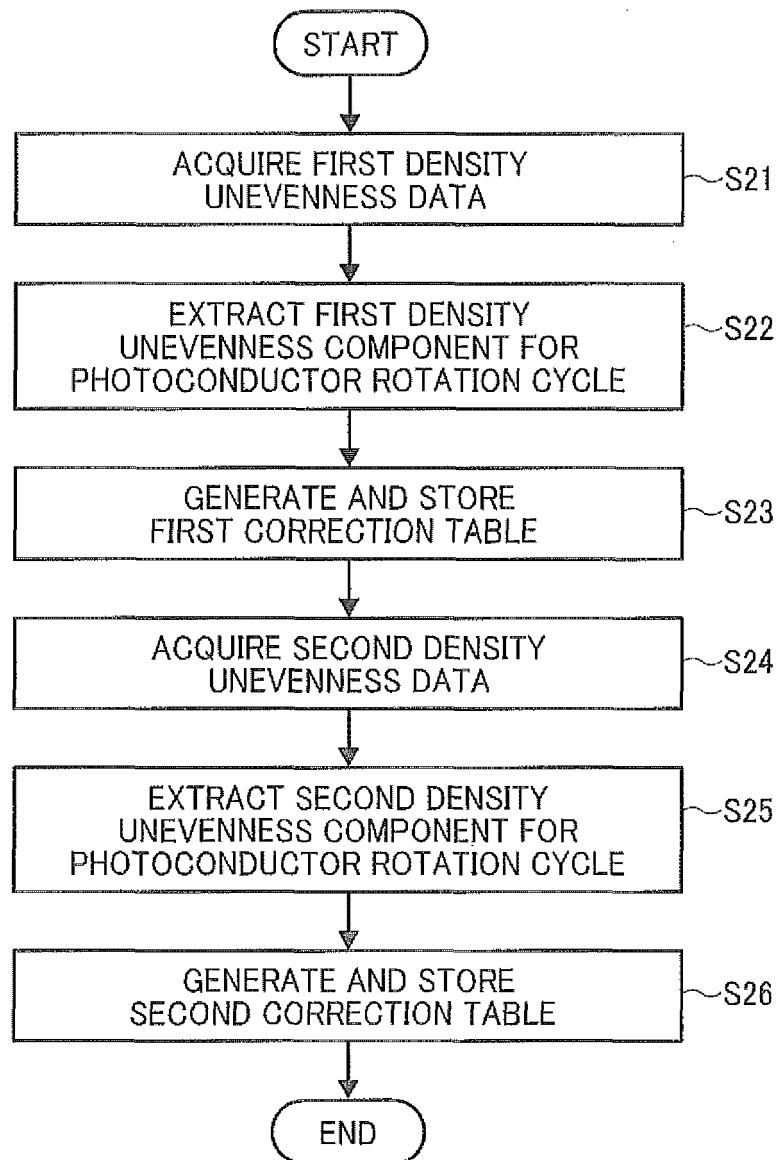 START
ACQUIRE FIRST DENSITY
UNEVENNESS DATA
S21
EXTRACT FIRST DENSITY
UNEVENNESS COMPONENT FOR
PHOTOCONDUCTOR ROTATION CYCLE
S22
GENERATE AND STORE
FIRST CORRECTION TABLE
S23
ACQUIRE SECOND DENSITY
UNEVENNESS DATA
S24
EXTRACT SECOND DENSITY
UNEVENNESS COMPONENT FOR
PHOTOCONDUCTOR ROTATION CYCLE
S25
GENERATE AND STORE
SECOND CORRECTION TABLE
S26
END